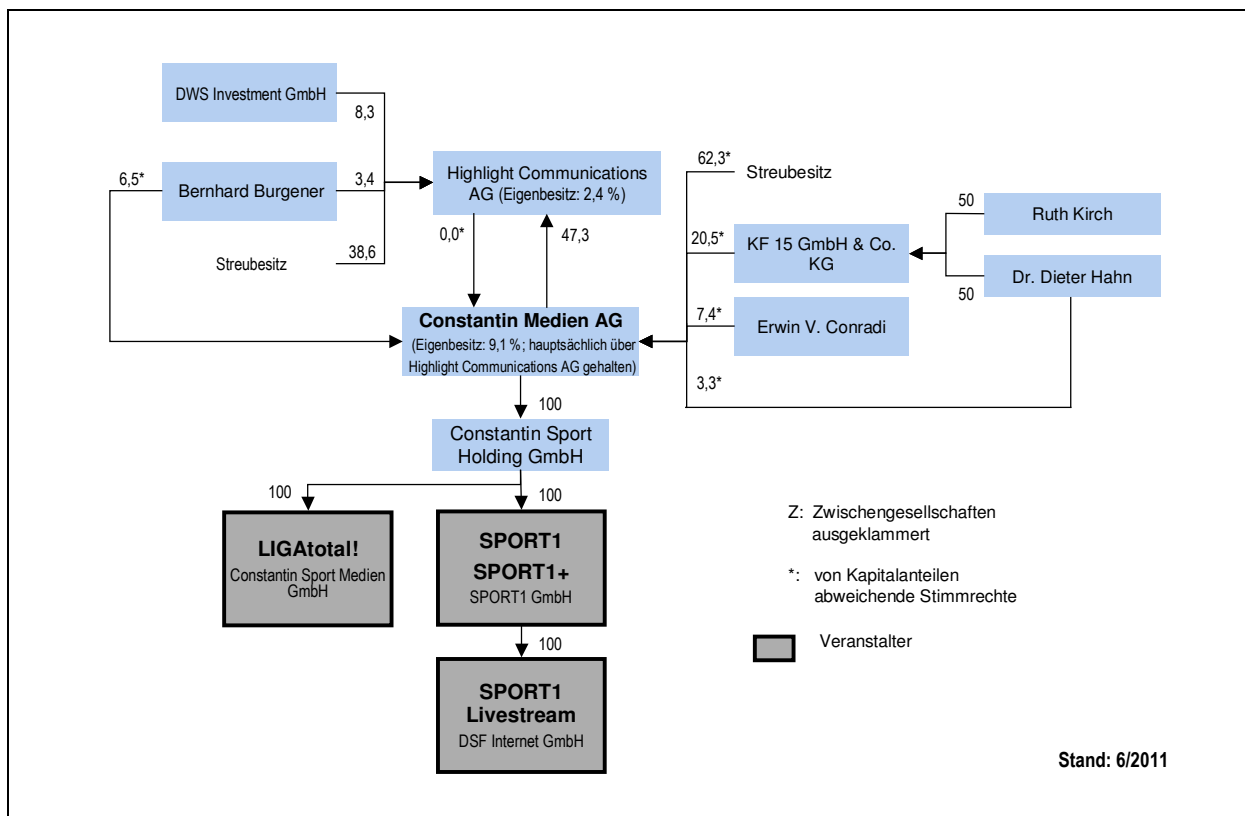 DWS Investment GmbH
8,3
6,5*
Bernhard Burgener
3,4
Streubesitz
38,6
Highlight Communications
AG (Eigenbesitz: 2,4 %)
0,0*
47,3
62,3*
Streubesitz
20,5*
KF 15 GmbH & Co.
KG
50
Ruth Kirch
50
Dr. Dieter Hahn
7,4*
Erwin V. Conradi
3,3*
Constantin Medien AG
(Eigenbesitz: 9,1 %; hauptsächlich über
Highlight Communications AG gehalten)
100
Constantin Sport
Holding GmbH
100
100
LIGAtotal!
Constantin Sport Medien
GmbH
SPORT1
SPORT1+
SPORT1 GmbH
100
SPORT1
Livestream
DSF Internet GmbH
Z: Zwischengesellschaften
ausgeklammert
*: von Kapitalanteilen
abweichende Stimmrechte
Veranstalter
Stand: 6/2011